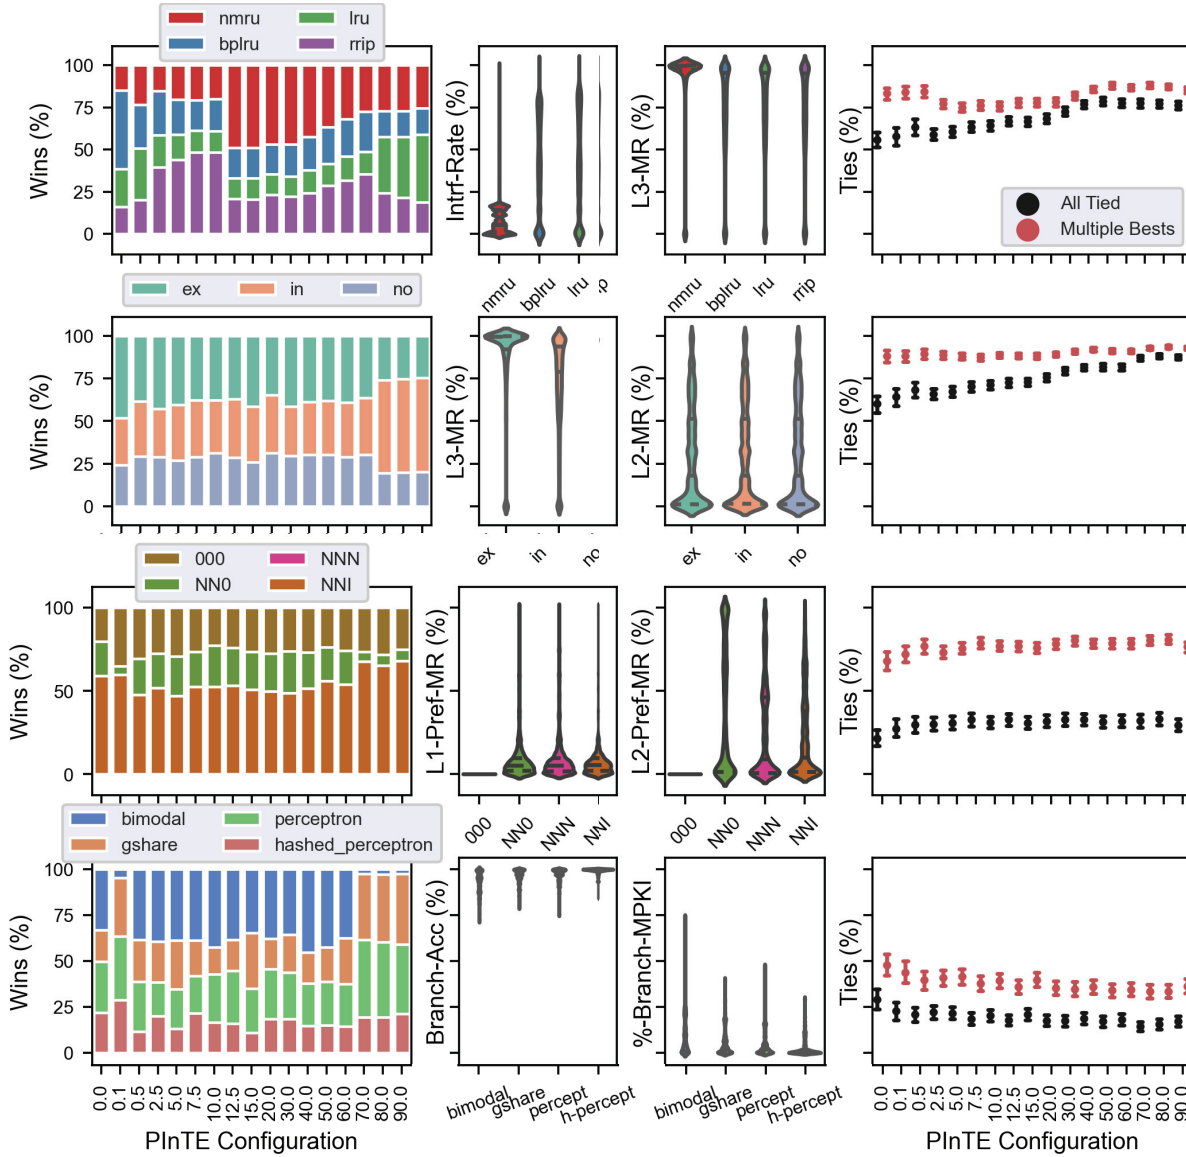 nmru lru
bplru rrip
100
75
50
25
0
Wins (%)
Intrf-Rate (%)
nmru
bplru
lru
L3-MR (%)
nmru
bplru
lru
rrip
Ties (%)
All Tied
Multiple Bests
ex in no
100
75
50
25
0
Wins (%)
L3-MR (%)
ex
in
no
L2-MR (%)
ex
in
no
Ties (%)
000 NNN
NN0 NNI
100
50
0
Wins (%)
L1-Pref-MR (%)
000
NN0
NNN
NNI
L2-Pref-MR (%)
000
NN0
NNN
NNI
Ties (%)
bimodal perceptron
gshare hashed_perceptron
100
75
50
25
0
Wins (%)
0.0
0.1
0.5
2.5
5.0
7.5
10.0
12.5
15.0
20.0
30.0
40.0
50.0
60.0
70.0
80.0
90.0
PInTE Configuration
Branch-Acc (%)
bimodal
gshare
percept
h-percept
%-Branch-MPKI
bimodal
gshare
percept
h-percept
Ties (%)
0.0
0.1
0.5
2.5
5.0
7.5
10.0
12.5
15.0
20.0
30.0
40.0
50.0
60.0
70.0
80.0
90.0
PInTE Configuration